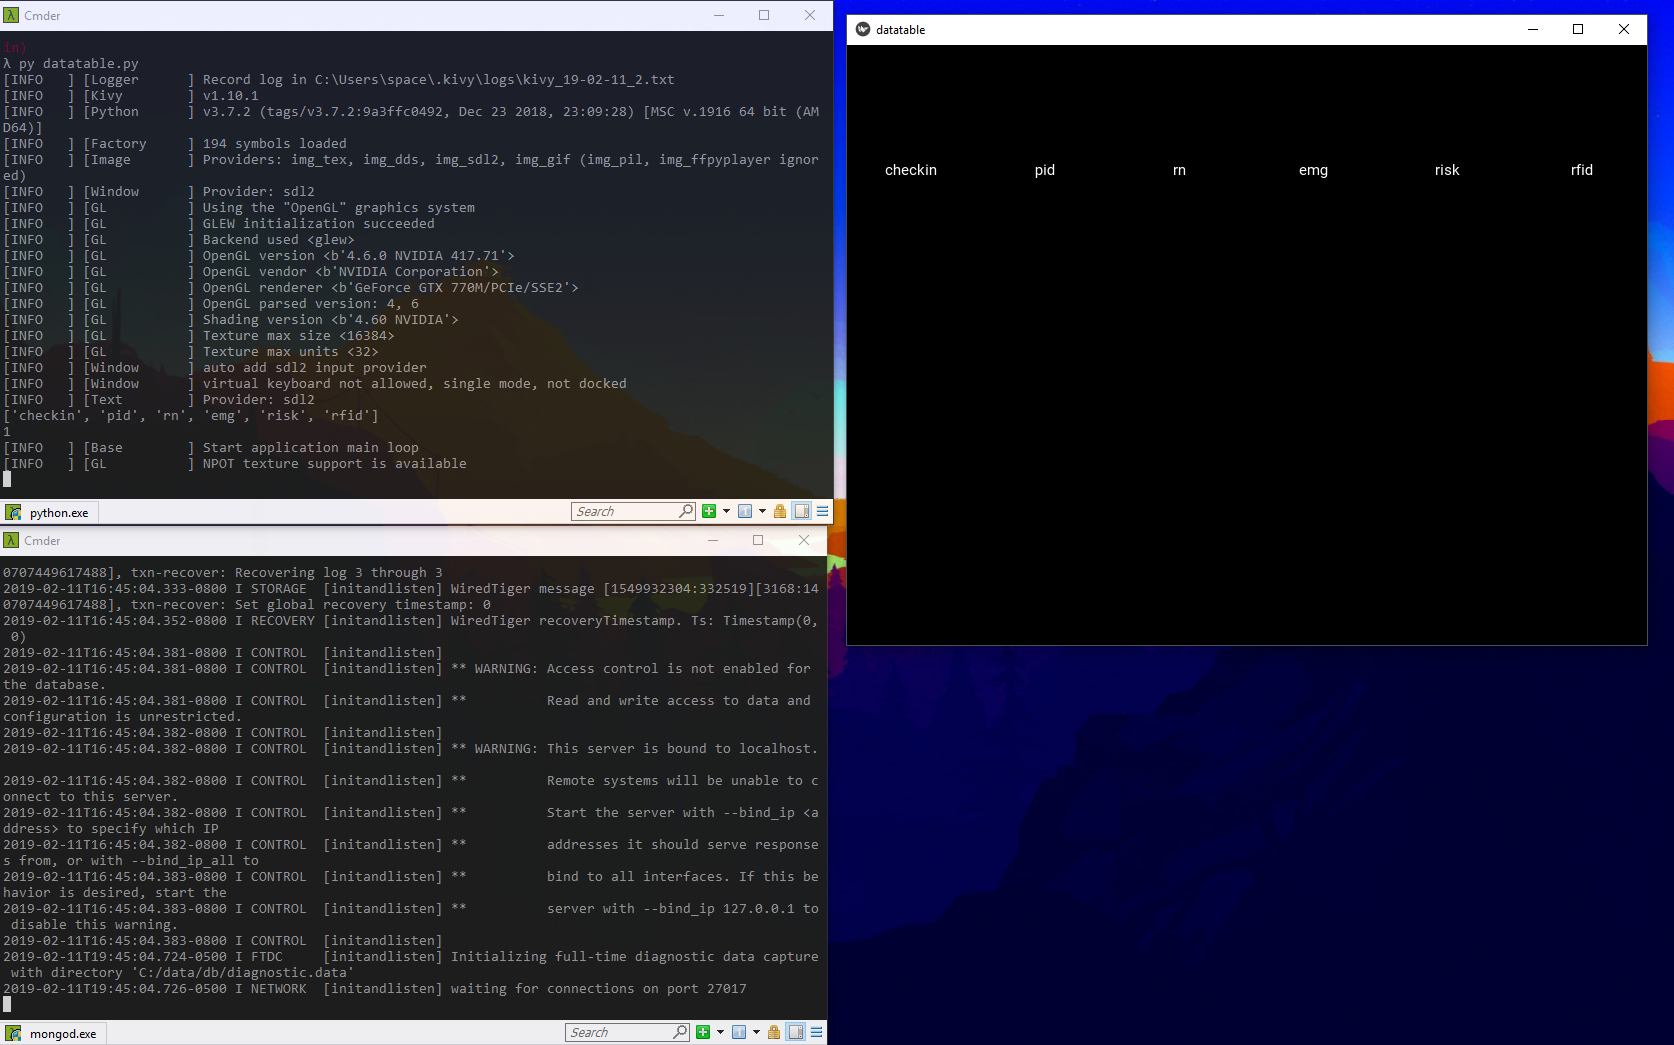 Cmder
in)
λ py datatable.py
[INFO   ] [Logger      ] Record log in C:\Users\space\.kivy\logs\kivy_19-02-11_2.txt
[INFO   ] [Kivy        ] v1.10.1
[INFO   ] [Python      ] v3.7.2 (tags/v3.7.2:9a3ffc0492, Dec 23 2018, 23:09:28) [MSC v.1916 64 bit (AM
D64)]
[INFO   ] [Factory     ] 194 symbols loaded
[INFO   ] [Image       ] Providers: img_tex, img_dds, img_sdl2, img_gif (img_pil, img_ffpyplayer ignor
ed)
[INFO   ] [Window      ] Provider: sdl2
[INFO   ] [GL          ] Using the "OpenGL" graphics system
[INFO   ] [GL          ] GLEW initialization succeeded
[INFO   ] [GL          ] Backend used <glew>
[INFO   ] [GL          ] OpenGL version <b'4.6.0 NVIDIA 417.71'>
[INFO   ] [GL          ] OpenGL vendor <b'NVIDIA Corporation'>
[INFO   ] [GL          ] OpenGL renderer <b'GeForce GTX 770M/PCIe/SSE2'>
[INFO   ] [GL          ] OpenGL parsed version: 4, 6
[INFO   ] [GL          ] Shading version <b'4.60 NVIDIA'>
[INFO   ] [GL          ] Texture max size <16384>
[INFO   ] [GL          ] Texture max units <32>
[INFO   ] [Window      ] auto add sdl2 input provider
[INFO   ] [Window      ] virtual keyboard not allowed, single mode, not docked
[INFO   ] [Text        ] Provider: sdl2
['checkin', 'pid', 'rn', 'emg', 'risk', 'rfid']
1
[INFO   ] [Base        ] Start application main loop
[INFO   ] [GL          ] NPOT texture support is available
python.exe
Search
Cmder
0707449617488], txn-recover: Recovering log 3 through 3
2019-02-11T16:45:04.333-0800 I STORAGE  [initandlisten] WiredTiger message [1549932304:332519][3168:14
0707449617488], txn-recover: Set global recovery timestamp: 0
2019-02-11T16:45:04.352-0800 I RECOVERY [initandlisten] WiredTiger recoveryTimestamp. Ts: Timestamp(0,
0)
2019-02-11T16:45:04.381-0800 I CONTROL  [initandlisten]
2019-02-11T16:45:04.381-0800 I CONTROL  [initandlisten] ** WARNING: Access control is not enabled for
the database.
2019-02-11T16:45:04.381-0800 I CONTROL  [initandlisten] **          Read and write access to data and
configuration is unrestricted.
2019-02-11T16:45:04.382-0800 I CONTROL  [initandlisten]
2019-02-11T16:45:04.382-0800 I CONTROL  [initandlisten] ** WARNING: This server is bound to localhost.
2019-02-11T16:45:04.382-0800 I CONTROL  [initandlisten] **          Remote systems will be unable to c
onnect to this server.
2019-02-11T16:45:04.382-0800 I CONTROL  [initandlisten] **          Start the server with --bind_ip <a
ddress> to specify which IP
2019-02-11T16:45:04.382-0800 I CONTROL  [initandlisten] **          addresses it should serve response
s from, or with --bind_ip_all to
2019-02-11T16:45:04.383-0800 I CONTROL  [initandlisten] **          bind to all interfaces. If this be
havior is desired, start the
2019-02-11T16:45:04.383-0800 I CONTROL  [initandlisten] **          server with --bind_ip 127.0.0.1 to
disable this warning.
2019-02-11T16:45:04.383-0800 I CONTROL  [initandlisten]
2019-02-11T19:45:04.724-0500 I FTDC     [initandlisten] Initializing full-time diagnostic data capture
with directory 'C:/data/db/diagnostic.data'
2019-02-11T19:45:04.726-0500 I NETWORK  [initandlisten] waiting for connections on port 27017
mongod.exe
Search
datatable
checkin pid rn emg risk rfid